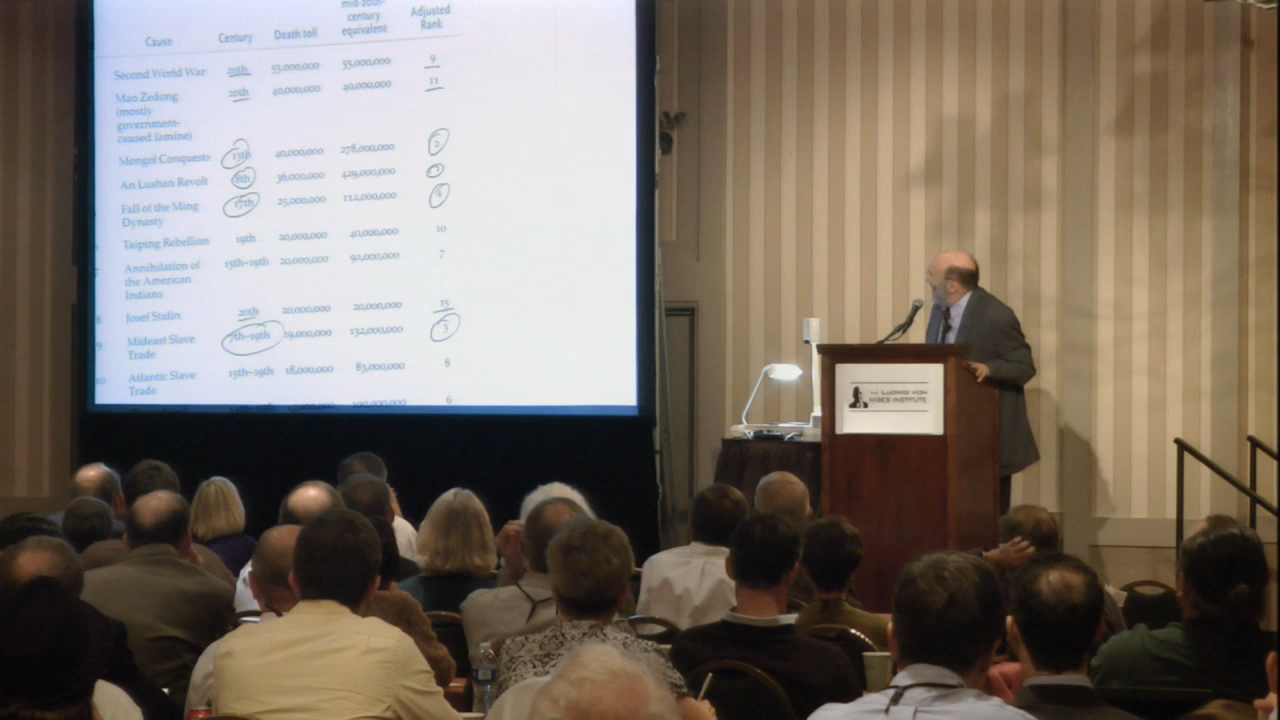 mid-20th-
century
equivalent
Adjusted
Rank
Cause Century Death toll
Second World War 20th 55,000,000 55,000,000 9
Mao Zedong 20th 40,000,000 40,000,000 11
(mostly
government-
caused famine)
Mongol Conquests 13th 40,000,000 278,000,000 2
An Lushan Revolt 8th 36,000,000 429,000,000
Fall of the Ming 17th 25,000,000 112,000,000 4
Dynasty
Taiping Rebellion 19th 20,000,000 40,000,000 10
7 Annihilation of 15th–19th 20,000,000 92,000,000 7
the American
Indians
8 Josef Stalin 20th 20,000,000 20,000,000 15
9 Mideast Slave 7th–19th 19,000,000 132,000,000 3
Trade
10 Atlantic Slave 15th–19th 18,000,000 83,000,000 8
Trade
6
THE LUDWIG VON
MISES INSTITUTE